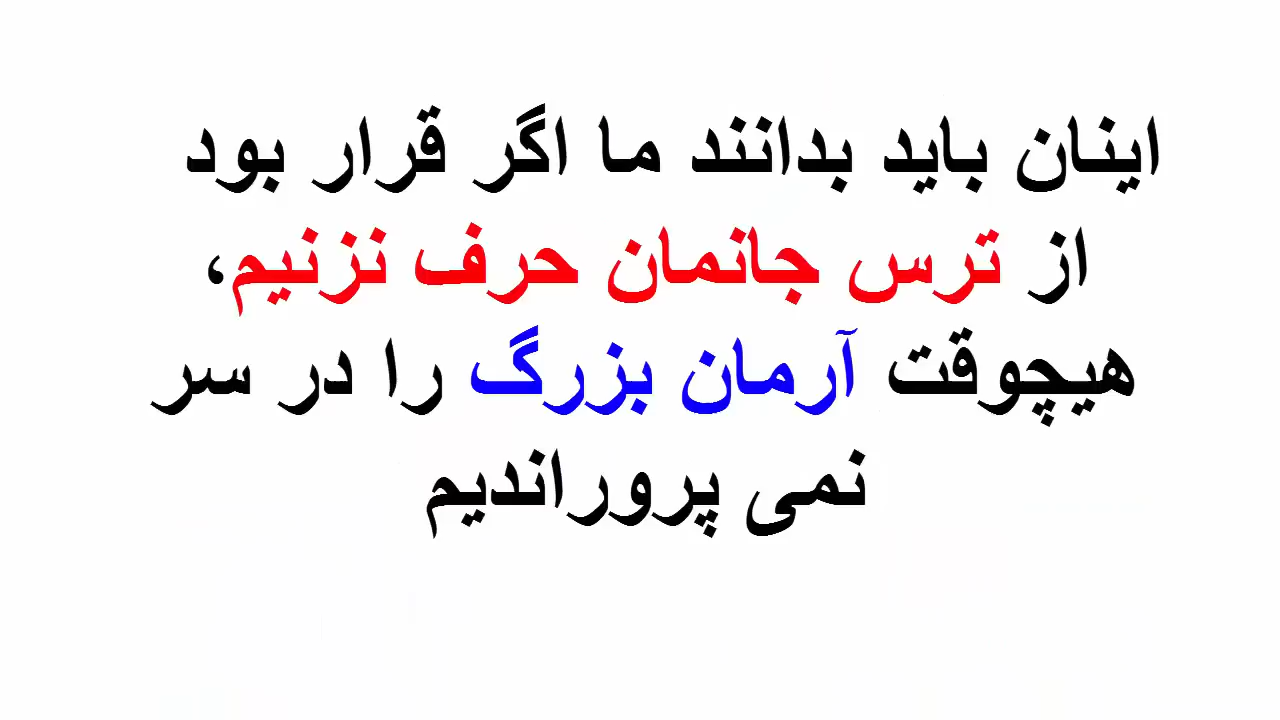 اینان باید بدانند ما اگر قرار بود
از ترس جانمان حرف نزنیم،
هیچوقت آرمان بزرگ را در سر
نمی پروراندیم